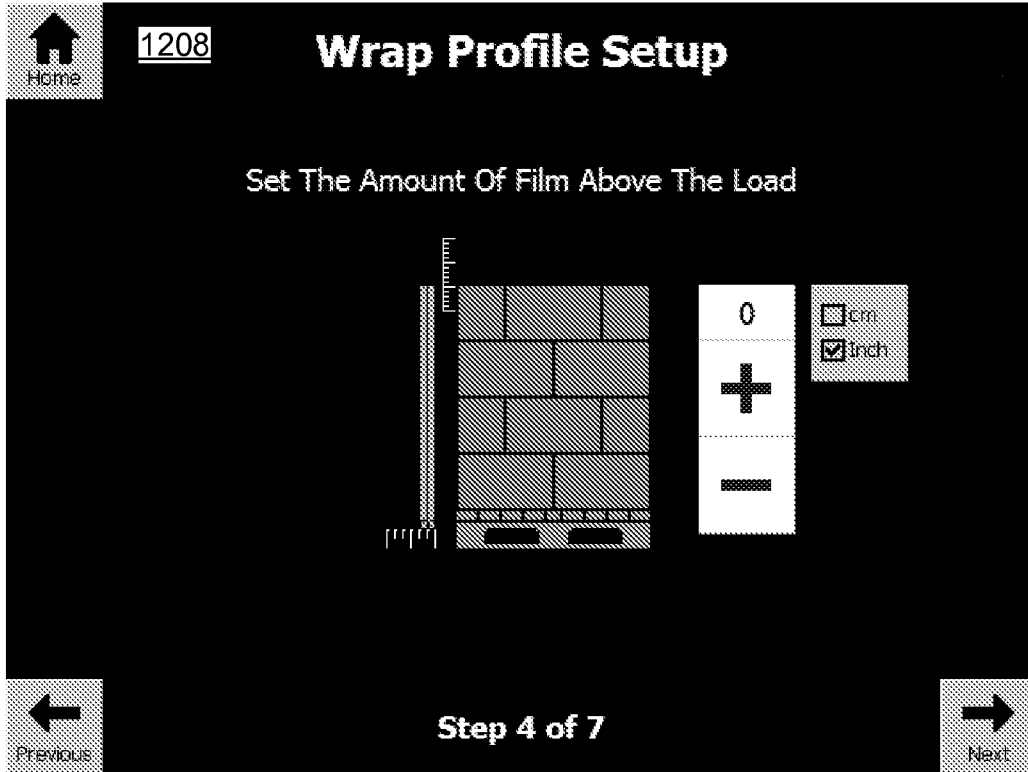 Home
1208
Wrap Profile Setup
Set The Amount Of Film Above The Load
0
cm
Inch
Previous
Step 4 of 7
Next